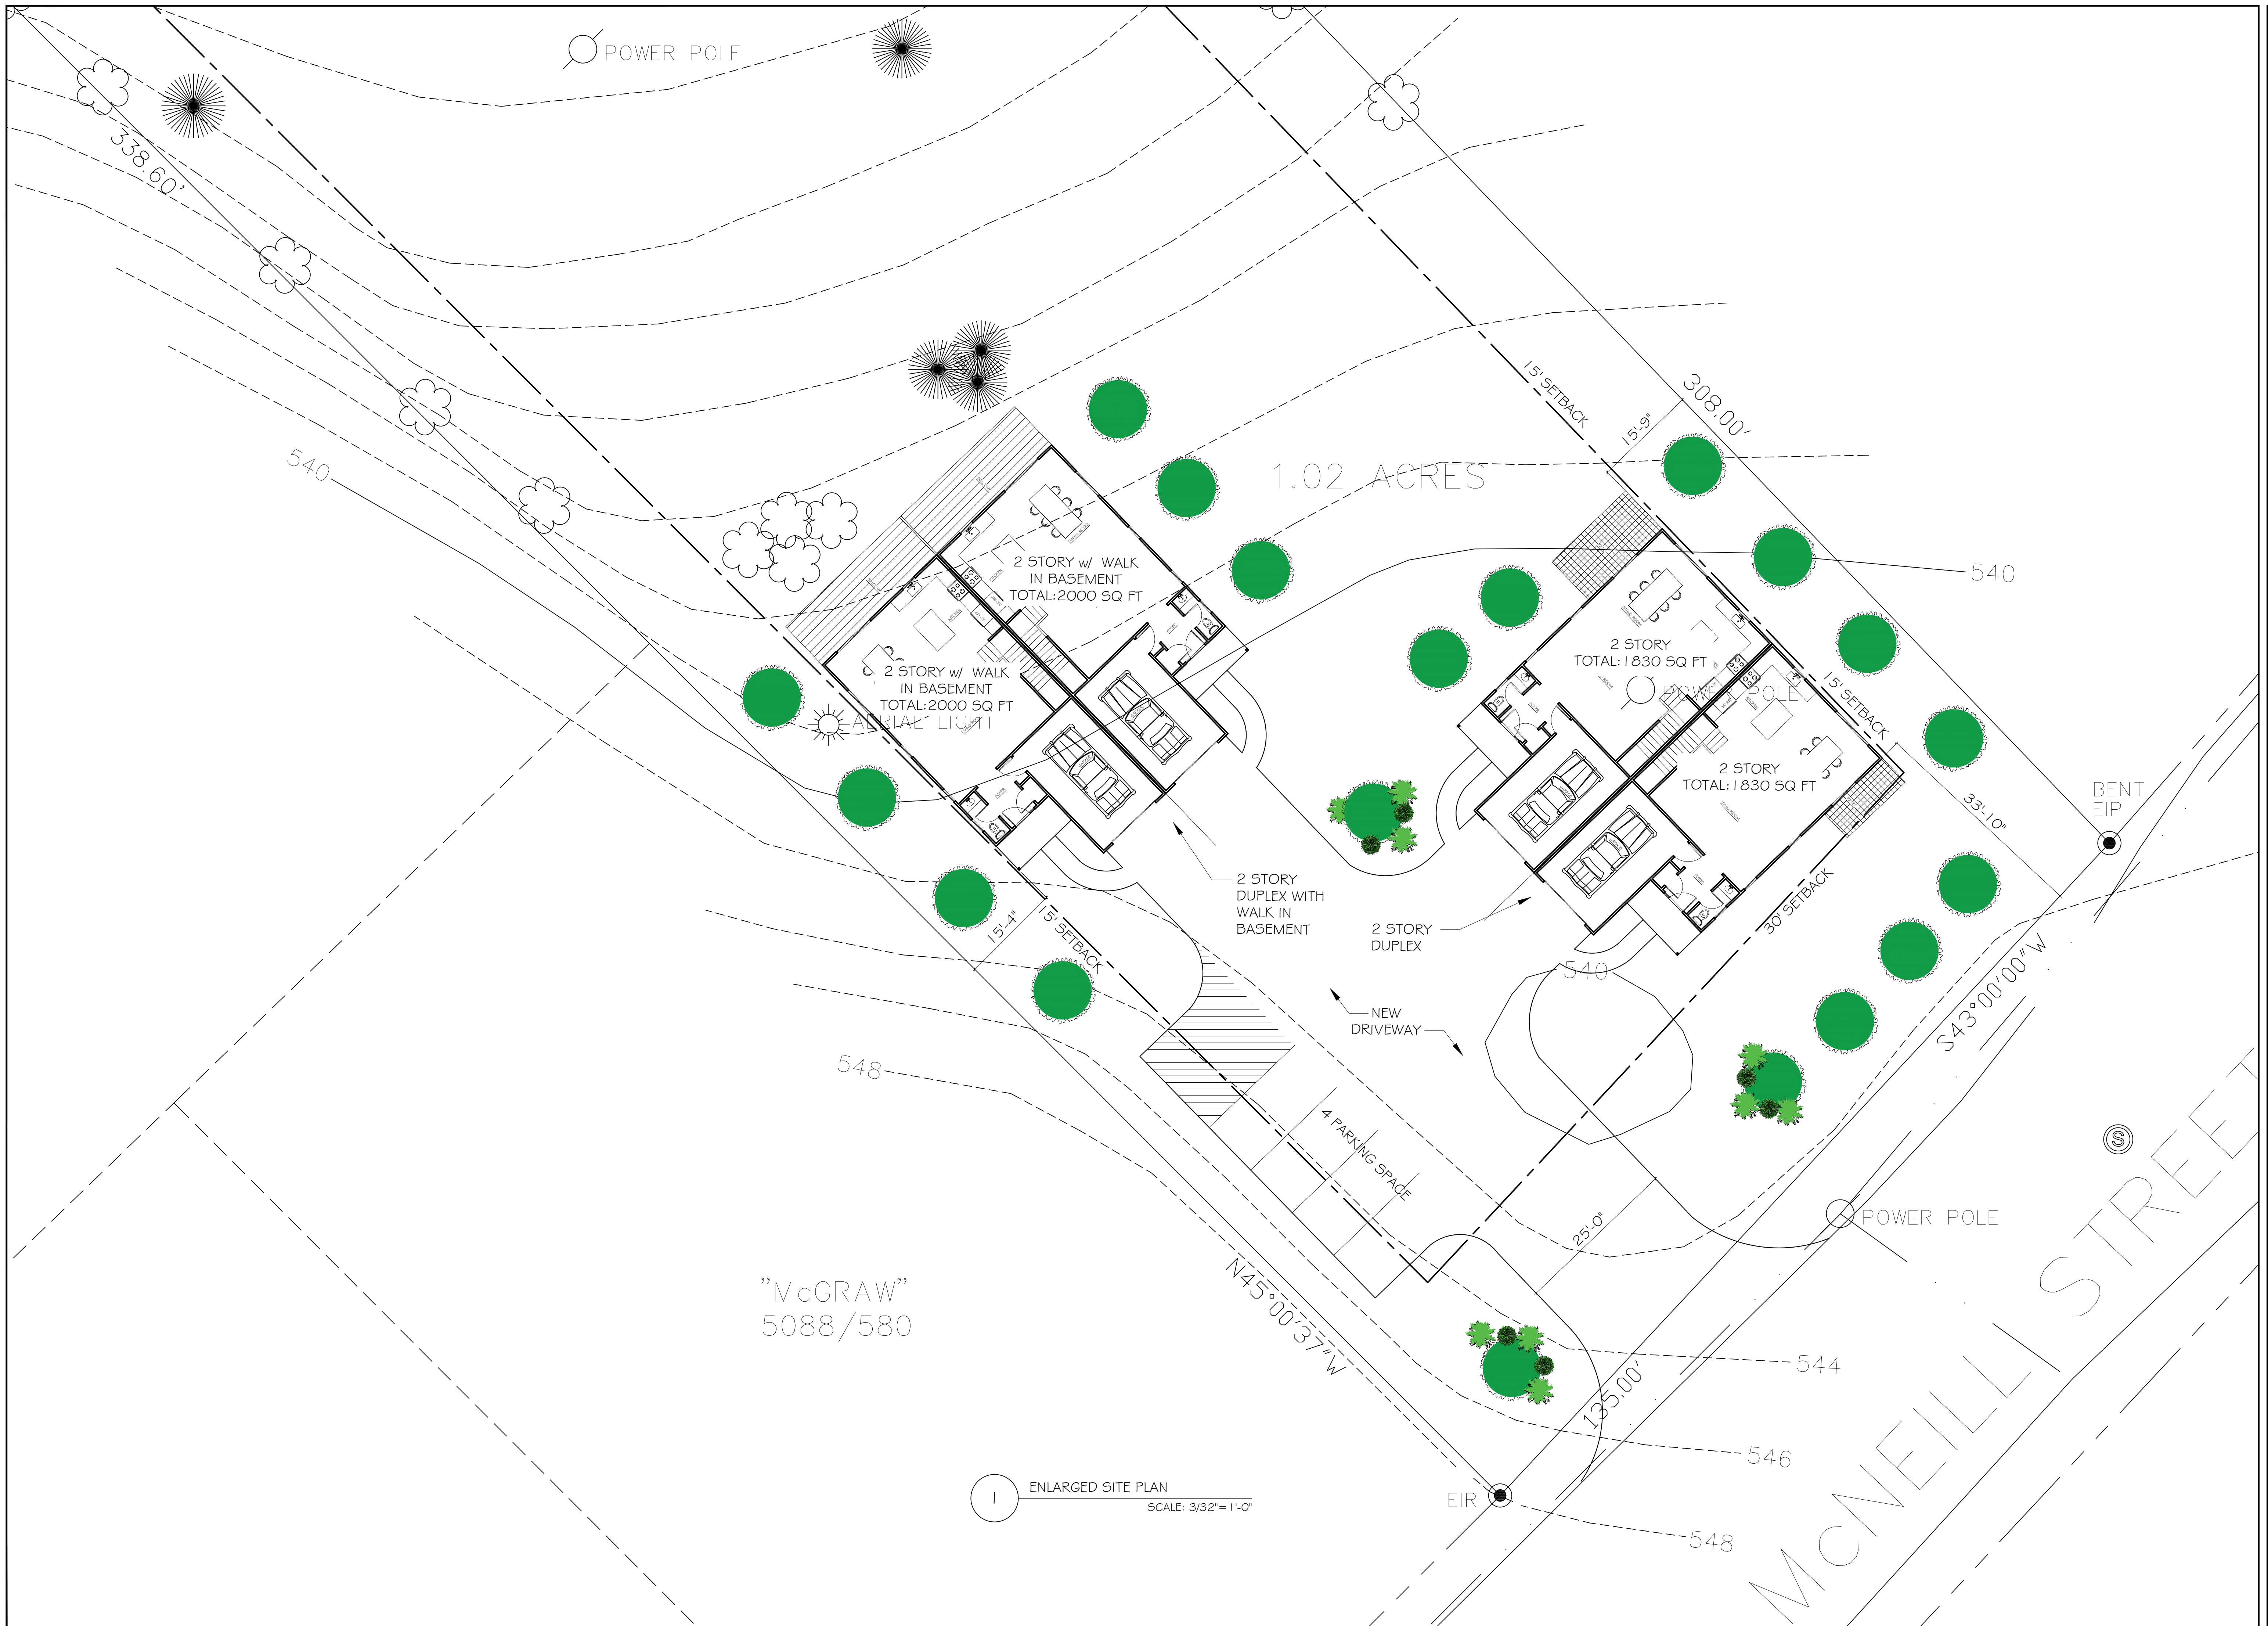 POWER POLE
338.60'
15' SETBACK
308.00'
15'-9"
540
1.02 ACRES
2 STORY w/ WALK
IN BASEMENT
TOTAL:2000 SQ FT
540
2 STORY
TOTAL:1830 SQ FT
2 STORY w/ WALK
IN BASEMENT
TOTAL:2000 SQ FT
POWER POLE
15' SETBACK
AERIAL LIGHT
2 STORY
TOTAL:1830 SQ FT
33'-10"
BENT
EIP
2 STORY
DUPLEX WITH
WALK IN
BASEMENT
15'-4"
15' SETBACK
2 STORY
DUPLEX
30' SETBACK
540
S43°00'00"W
NEW
DRIVEWAY
548
4 PARKING SPACE
S
25'-0"
POWER POLE
"McGRAW"
5088/580
N45°00'37"W
544
135.00'
546
1
ENLARGED SITE PLAN
SCALE: 3/32"=1'-0"
EIR
548
McNEILL STREET